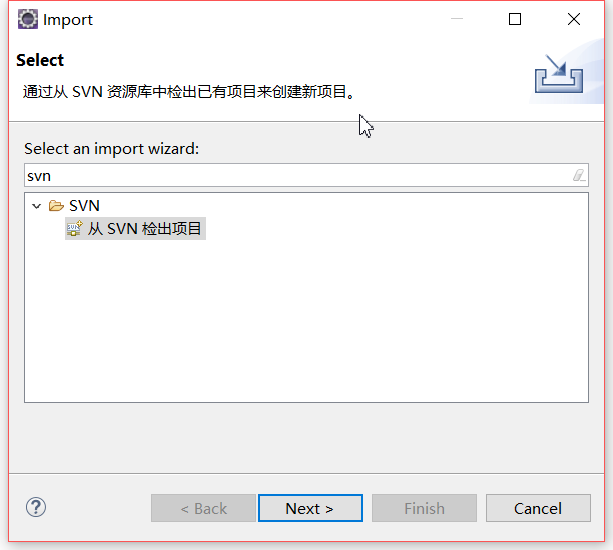 Import
Select
通过从 SVN 资源库中检出已有项目来创建新项目。
Select an import wizard:
svn
SVN
从 SVN 检出项目
?
< Back
Next >
Finish
Cancel